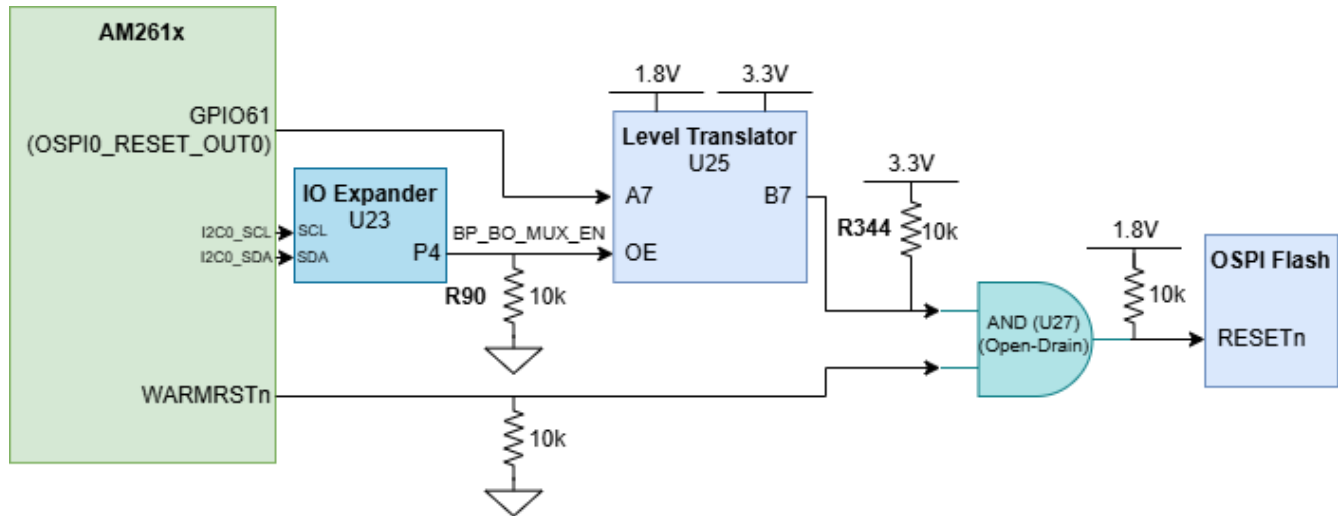 AM261x
GPIO61
(OSPI0_RESET_OUT0)
I2C0_SCL
I2C0_SDA
WARMRSTn
IO Expander
U23
SCL
SDA
P4
BP_BO_MUX_EN
R90
10k
10k
1.8V
3.3V
Level Translator
U25
A7
B7
OE
3.3V
R344
10k
AND (U27)
(Open-Drain)
1.8V
10k
OSPI Flash
RESETn